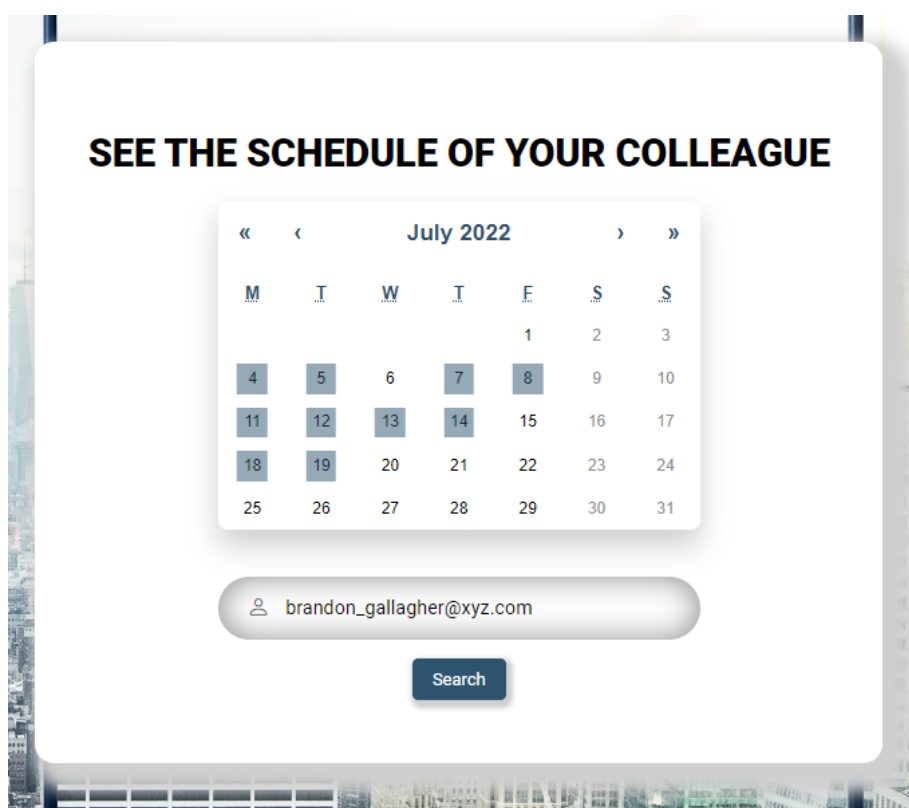 SEE THE SCHEDULE OF YOUR COLLEAGUE
« ‹ July 2022 › »
M T W T F S S
1 2 3
4 5 6 7 8 9 10
11 12 13 14 15 16 17
18 19 20 21 22 23 24
25 26 27 28 29 30 31
brandon_gallagher@xyz.com
Search